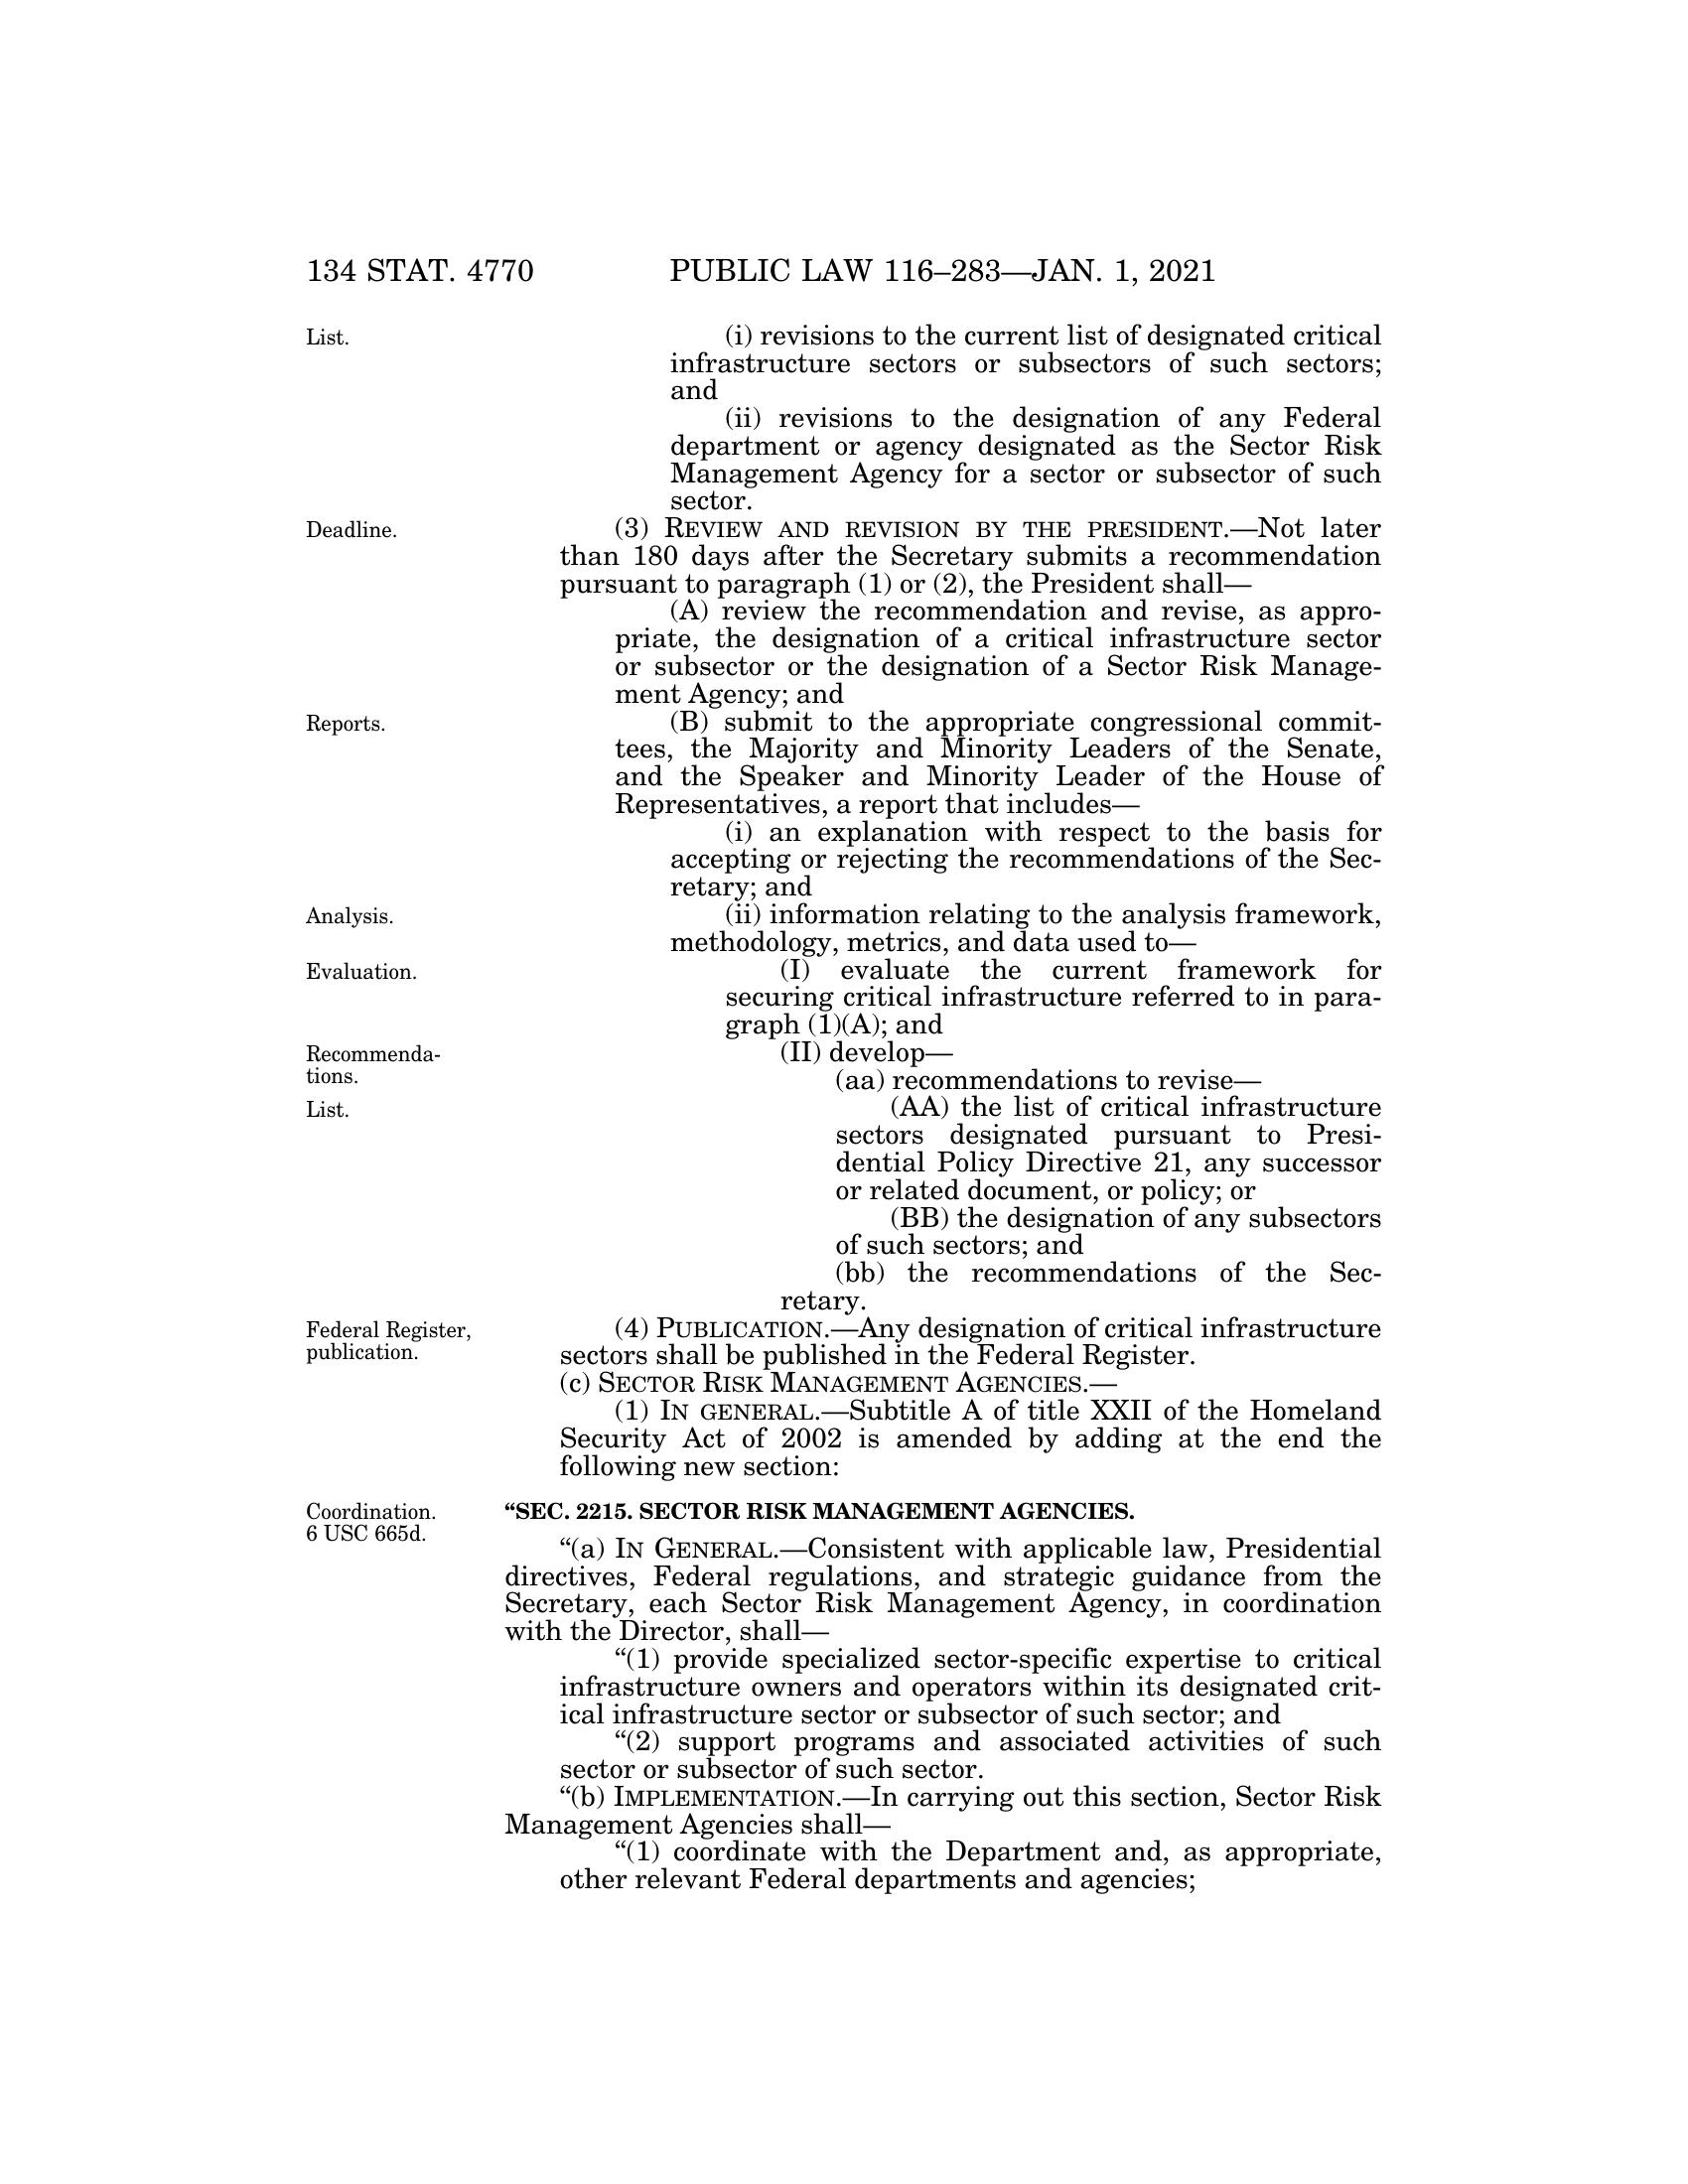 134 STAT. 4770 PUBLIC LAW 116–283—JAN. 1, 2021
List.
(i) revisions to the current list of designated critical
infrastructure sectors or subsectors of such sectors;
and
(ii) revisions to the designation of any Federal
department or agency designated as the Sector Risk
Management Agency for a sector or subsector of such
sector.
Deadline.
(3) REVIEW AND REVISION BY THE PRESIDENT.—Not later
than 180 days after the Secretary submits a recommendation
pursuant to paragraph (1) or (2), the President shall—
(A) review the recommendation and revise, as appro-
priate, the designation of a critical infrastructure sector
or subsector or the designation of a Sector Risk Manage-
ment Agency; and
Reports.
(B) submit to the appropriate congressional commit-
tees, the Majority and Minority Leaders of the Senate,
and the Speaker and Minority Leader of the House of
Representatives, a report that includes—
(i) an explanation with respect to the basis for
accepting or rejecting the recommendations of the Sec-
retary; and
Analysis.
(ii) information relating to the analysis framework,
methodology, metrics, and data used to—
Evaluation.
(I) evaluate the current framework for
securing critical infrastructure referred to in para-
graph (1)(A); and
Recommenda-
tions.
(II) develop—
(aa) recommendations to revise—
List.
(AA) the list of critical infrastructure
sectors designated pursuant to Presi-
dential Policy Directive 21, any successor
or related document, or policy; or
(BB) the designation of any subsectors
of such sectors; and
(bb) the recommendations of the Sec-
retary.
Federal Register,
publication.
(4) PUBLICATION.—Any designation of critical infrastructure
sectors shall be published in the Federal Register.
(c) SECTOR RISK MANAGEMENT AGENCIES.—
(1) IN GENERAL.—Subtitle A of title XXII of the Homeland
Security Act of 2002 is amended by adding at the end the
following new section:
Coordination.
6 USC 665d.
“SEC. 2215. SECTOR RISK MANAGEMENT AGENCIES.
“(a) IN GENERAL.—Consistent with applicable law, Presidential
directives, Federal regulations, and strategic guidance from the
Secretary, each Sector Risk Management Agency, in coordination
with the Director, shall—
“(1) provide specialized sector-specific expertise to critical
infrastructure owners and operators within its designated crit-
ical infrastructure sector or subsector of such sector; and
“(2) support programs and associated activities of such
sector or subsector of such sector.
“(b) IMPLEMENTATION.—In carrying out this section, Sector Risk
Management Agencies shall—
“(1) coordinate with the Department and, as appropriate,
other relevant Federal departments and agencies;